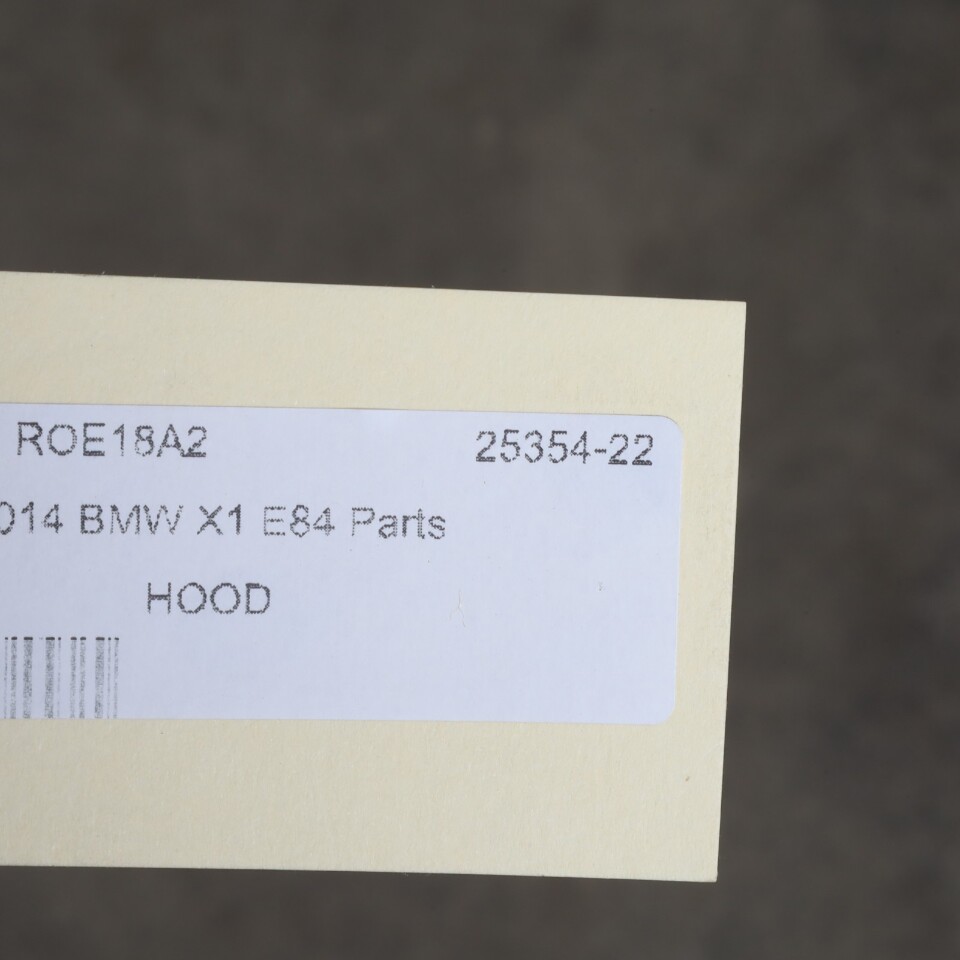 ROE18A2 25354-22
014 BMW X1 E84 Parts
HOOD